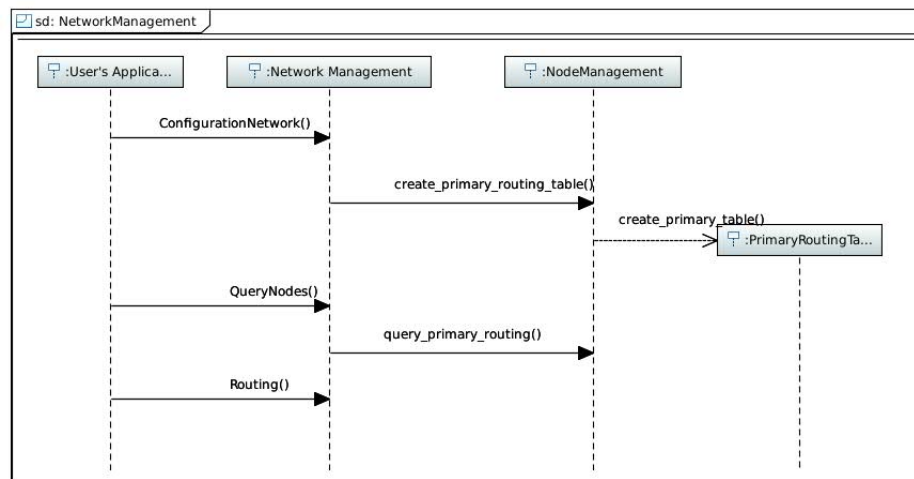 sd: NetworkManagement
:User's Applica...
:Network Management
:NodeManagement
ConfigurationNetwork()
create_primary_routing_table()
create_primary_table()
:PrimaryRoutingTa...
QueryNodes()
query_primary_routing()
Routing()